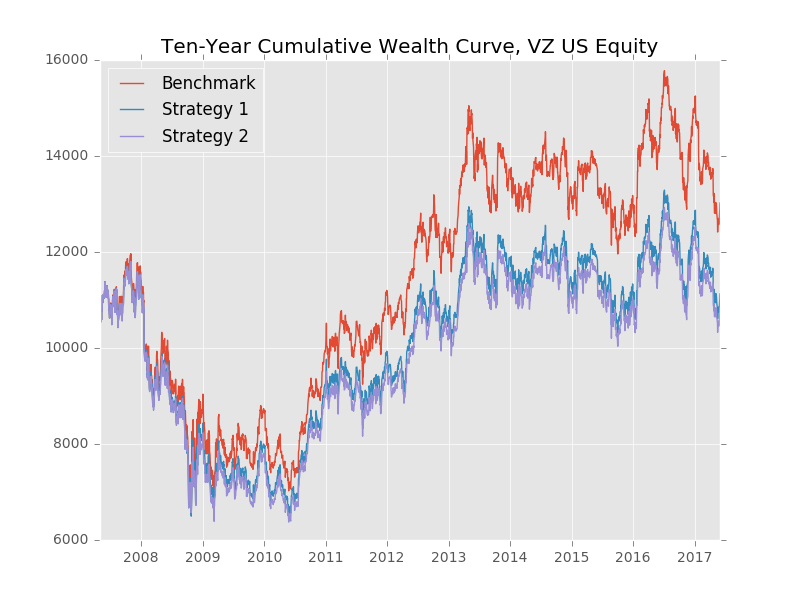 Ten-Year Cumulative Wealth Curve, VZ US Equity
16000
14000
12000
10000
8000
6000
Benchmark
Strategy 1
Strategy 2
2008 2009 2010 2011 2012 2013 2014 2015 2016 2017